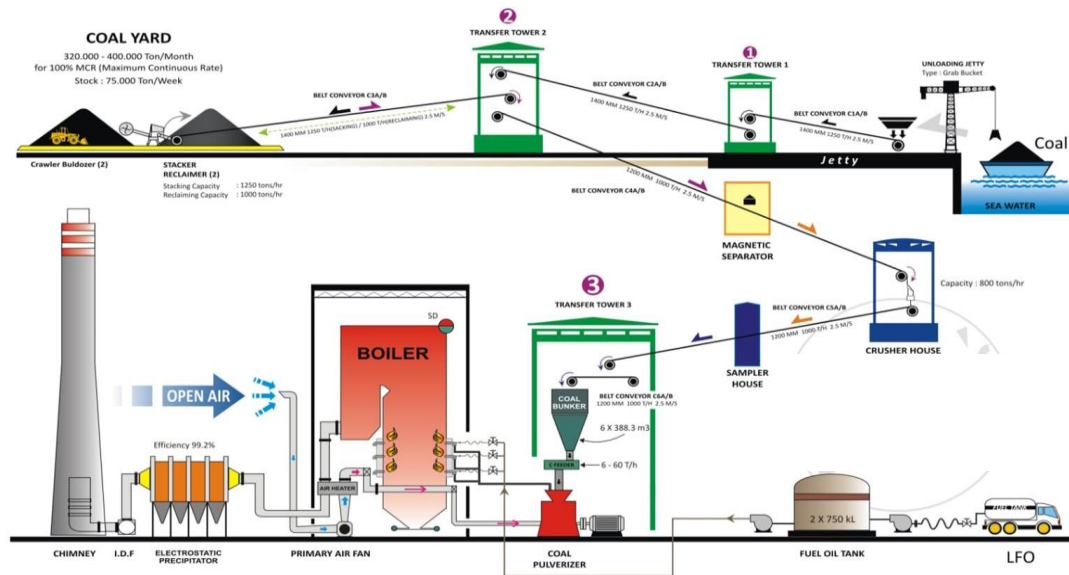 COAL YARD
320.000 - 400.000 Ton/Month
for 100% MCR (Maximum Continuous Rate)
Stock : 75.000 Ton/Week
2
TRANSFER TOWER 2
1
TRANSFER TOWER 1
UNLOADING JETTY
Type : Grab Bucket
BELT CONVEYOR C3A/B
1400 MM 1250 T/H(SACKING) / 1000 T/H(RECLAIMING) 2.5 M/S
BELT CONVEYOR C2A/B
1400 MM 1250 T/H 2.5 M/S
BELT CONVEYOR C1A/B
1400 MM 1250 T/H 2.5 M/S
Coal
Jetty
SEA WATER
Crawler Buldozer (2)
STACKER
RECLAIMER (2)
Stacking Capacity : 1250 tons/hr
Reclaiming Capacity : 1000 tons/hr
BELT CONVEYOR C4A/B
1200 MM 1000 T/H 2.5 M/S
MAGNETIC
SEPARATOR
Capacity : 800 tons/hr
CRUSHER HOUSE
3
TRANSFER TOWER 3
BELT CONVEYOR C5A/B
1200 MM 1000 T/H 2.5 M/S
SAMPLER
HOUSE
BELT CONVEYOR C6A/B
1200 MM 1000 T/H 2.5 M/S
SD
BOILER
OPEN AIR
COAL
BUNKER
6 X 388.3 m3
C FEEDER
6 - 60 T/h
Efficiency 99.2%
AIR HEATER
2 X 750 kL
FUEL TANK
CHIMNEY
I.D.F
ELECTROSTATIC
PRECIPITATOR
PRIMARY AIR FAN
COAL
PULVERIZER
FUEL OIL TANK
LFO